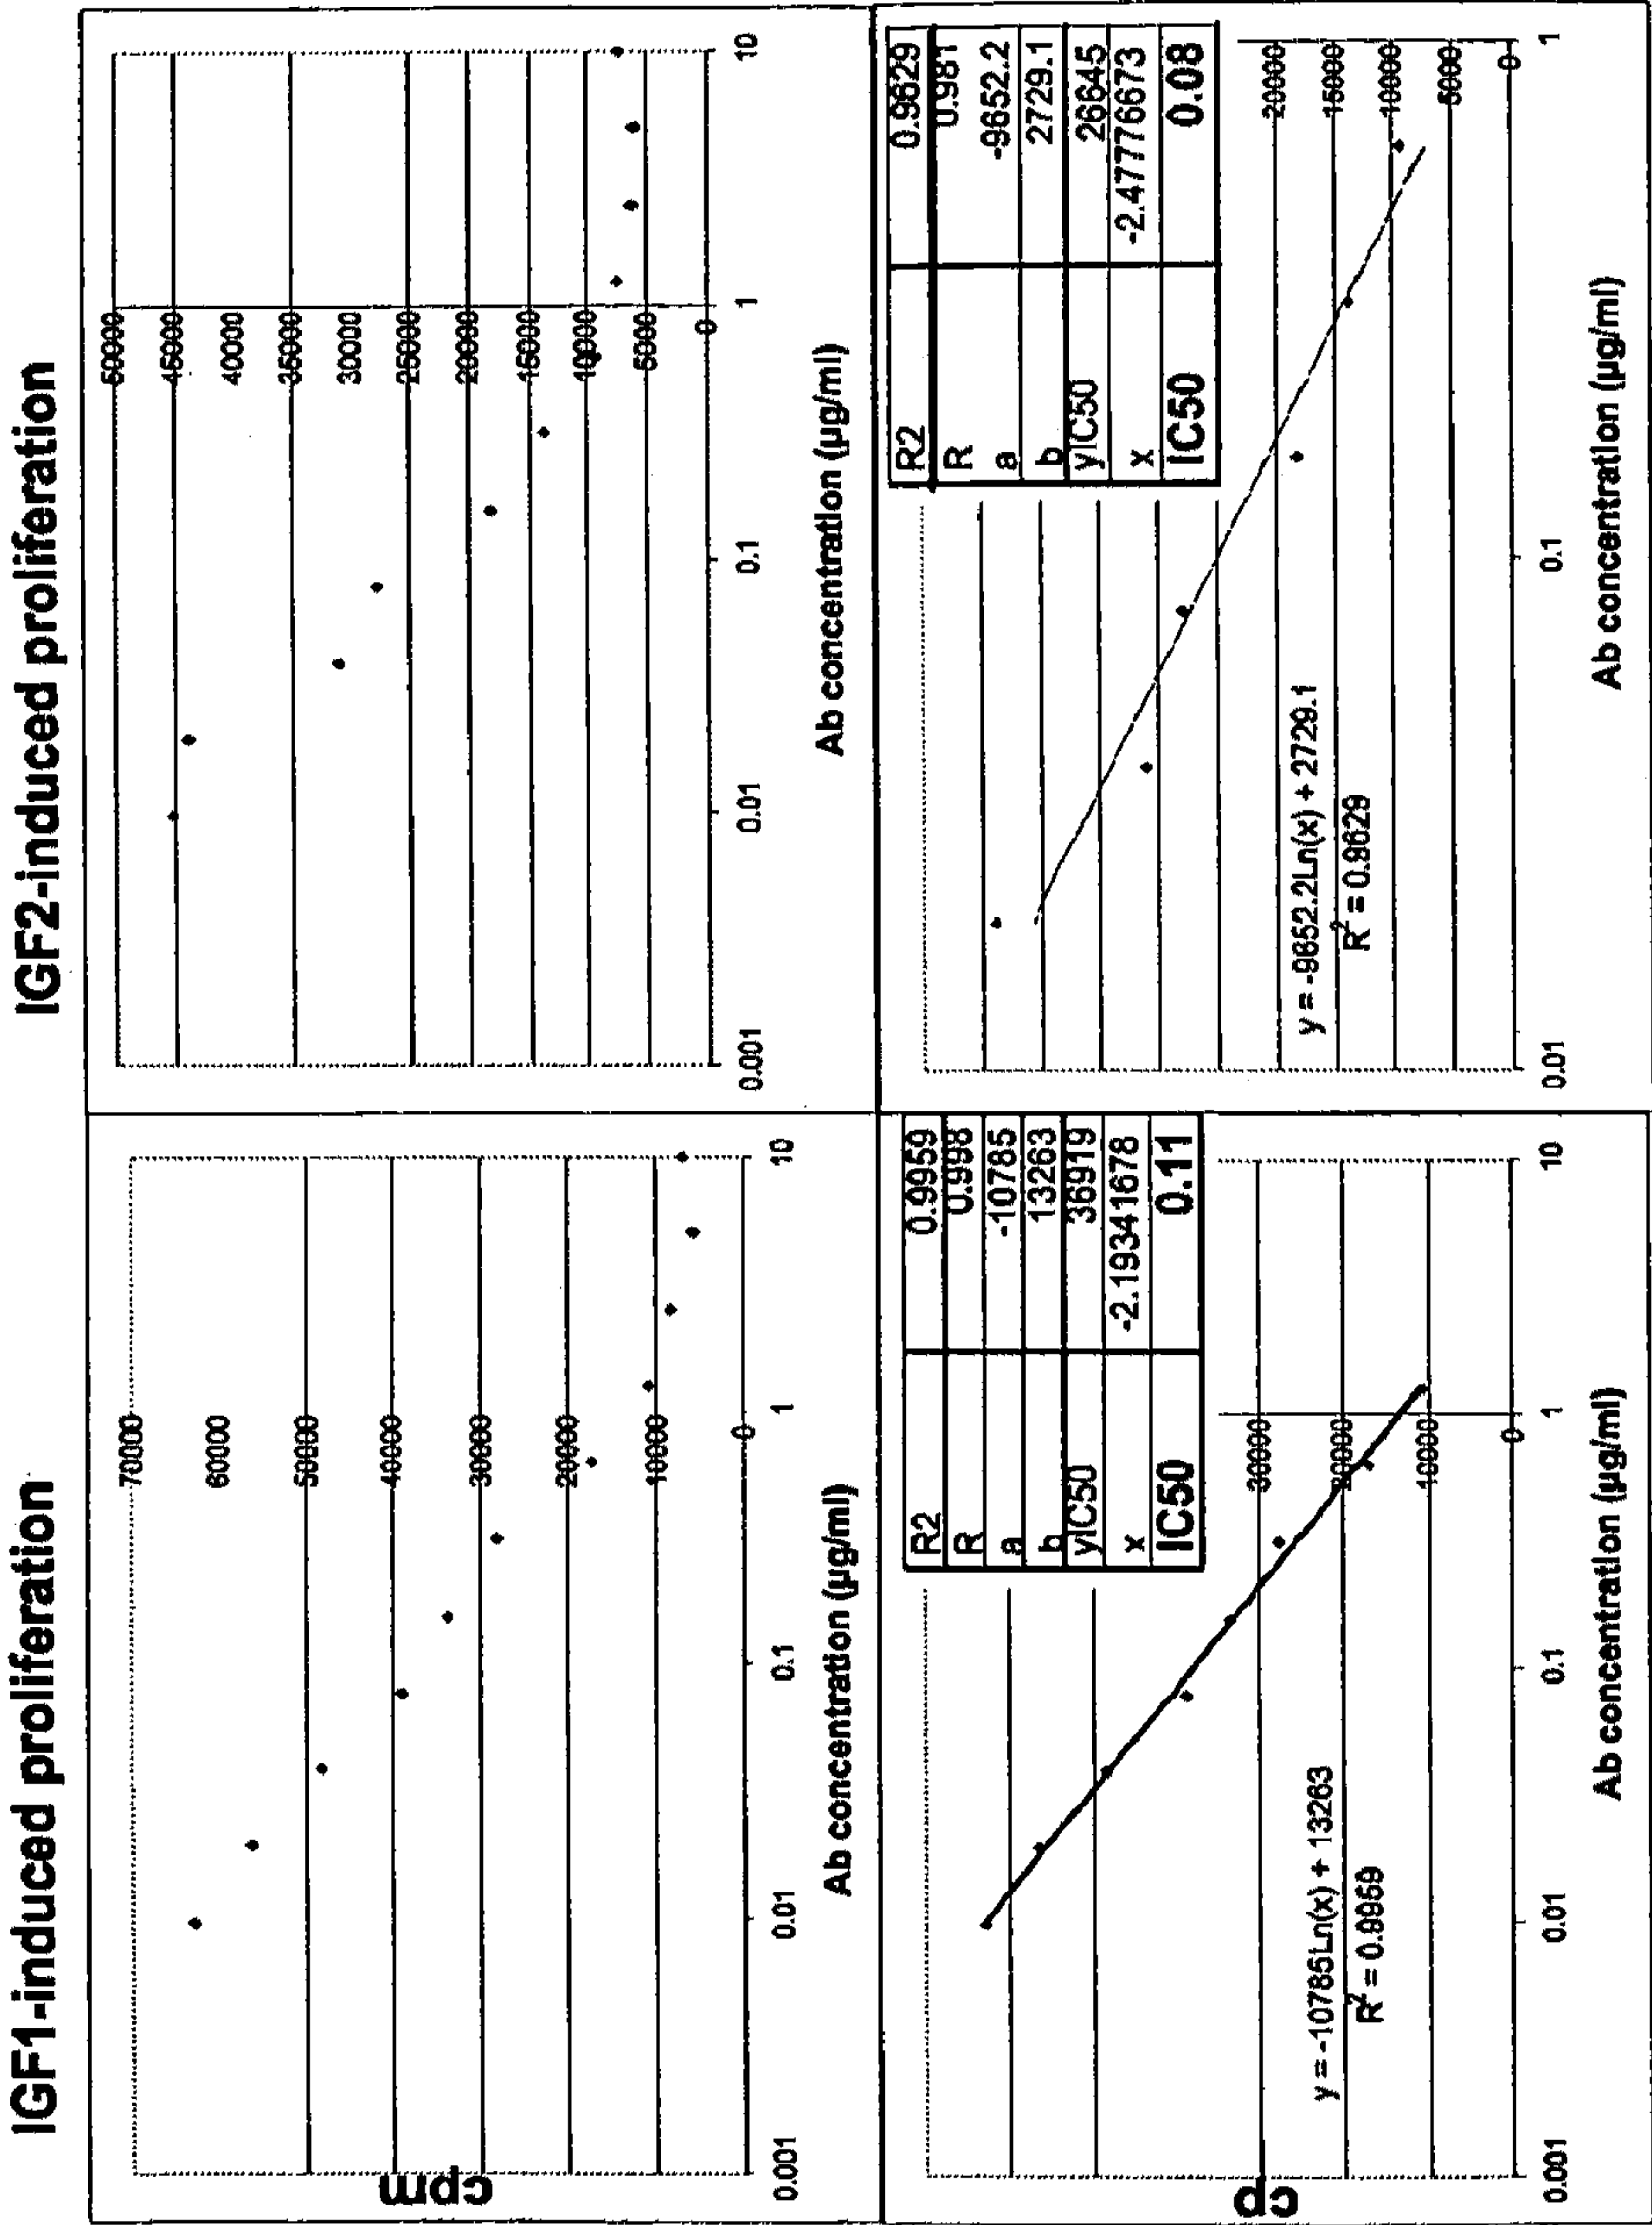 IGF1-induced proliferation
cpm
70000
60000
50000
40000
30000
20000
10000
0
0.001
0.01
0.1
1
10
Ab concentration (µg/ml)
IGF2-induced proliferation
50000
45000
40000
35000
30000
25000
20000
15000
10000
5000
0
0.001
0.01
0.1
1
10
Ab concentration (µg/ml)
cp
R2 0.9959
R 0.998
a -10785
b 13263
yIC50 36919
x -2.19341678
IC50 0.11
30000
20000
10000
0
y = -10785Ln(x) + 13263
R² = 0.9959
0.001
0.01
0.1
1
10
Ab concentration (µg/ml)
R2 0.9629
R 0.981
a -9652.2
b 2729.1
yIC50 26645
x -2.47776673
IC50 0.08
20000
15000
10000
5000
0
y = -9652.2Ln(x) + 2729.1
R² = 0.9629
0.01
0.1
1
Ab concentration (µg/ml)